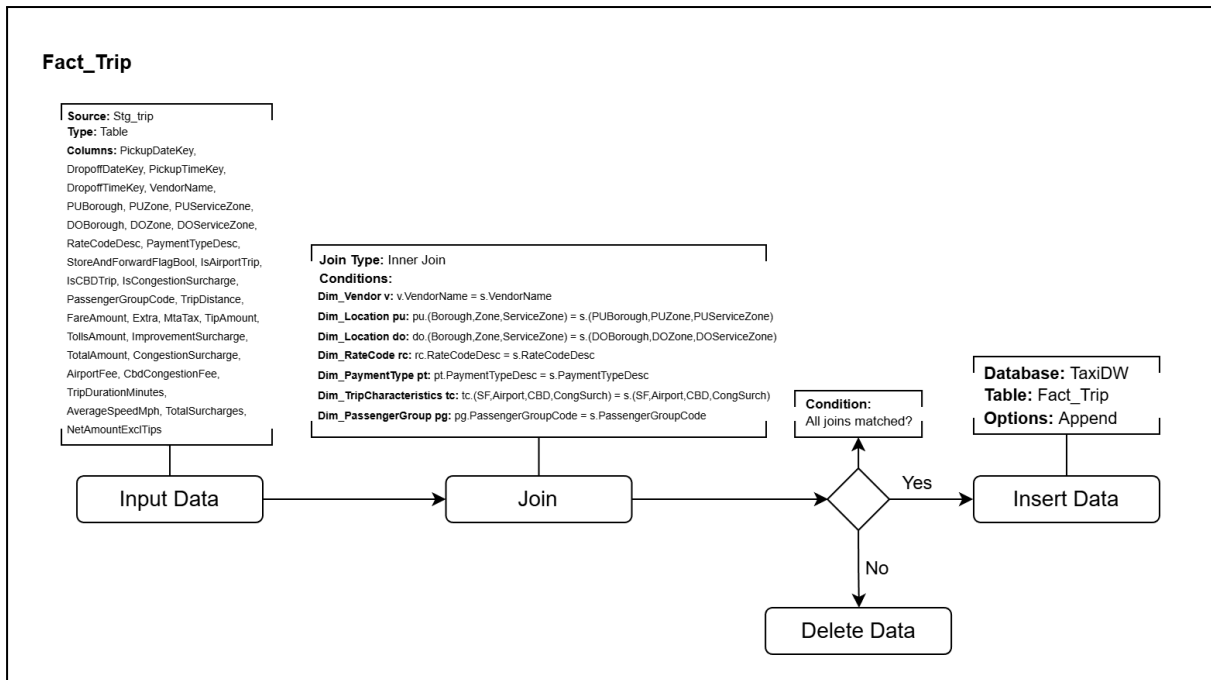 Fact_Trip
Source: Stg_trip
Type: Table
Columns: PickupDateKey,
DropoffDateKey, PickupTimeKey,
DropoffTimeKey, VendorName,
PUBorough, PUZone, PUServiceZone,
DOBorough, DOZone, DOServiceZone,
RateCodeDesc, PaymentTypeDesc,
StoreAndForwardFlagBool, IsAirportTrip,
IsCBDTrip, IsCongestionSurcharge,
PassengerGroupCode, TripDistance,
FareAmount, Extra, MtaTax, TipAmount,
TollsAmount, ImprovementSurcharge,
TotalAmount, CongestionSurcharge,
AirportFee, CbdCongestionFee,
TripDurationMinutes,
AverageSpeedMph, TotalSurcharges,
NetAmountExclTips
Input Data
Join Type: Inner Join
Conditions:
Dim_Vendor v: v.VendorName = s.VendorName
Dim_Location pu: pu.(Borough,Zone,ServiceZone) = s.(PUBorough,PUZone,PUServiceZone)
Dim_Location do: do.(Borough,Zone,ServiceZone) = s.(DOBorough,DOZone,DOServiceZone)
Dim_RateCode rc: rc.RateCodeDesc = s.RateCodeDesc
Dim_PaymentType pt: pt.PaymentTypeDesc = s.PaymentTypeDesc
Dim_TripCharacteristics tc: tc.(SF,Airport,CBD,CongSurch) = s.(SF,Airport,CBD,CongSurch)
Dim_PassengerGroup pg: pg.PassengerGroupCode = s.PassengerGroupCode
Join
Condition:
All joins matched?
Yes
No
Delete Data
Database: TaxiDW
Table: Fact_Trip
Options: Append
Insert Data